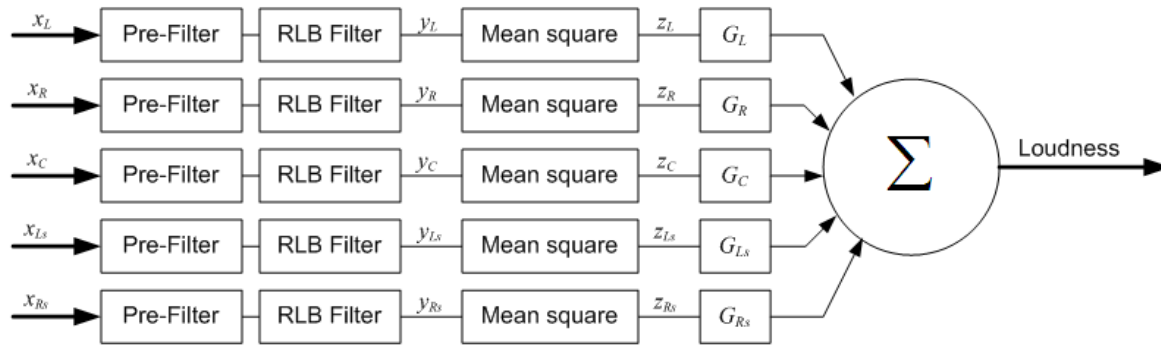 x_L Pre-Filter RLB Filter y_L Mean square z_L G_L
x_R Pre-Filter RLB Filter y_R Mean square z_R G_R
x_C Pre-Filter RLB Filter y_C Mean square z_C G_C
x_Ls Pre-Filter RLB Filter y_Ls Mean square z_Ls G_Ls
x_Rs Pre-Filter RLB Filter y_Rs Mean square z_Rs G_Rs
Σ
Loudness